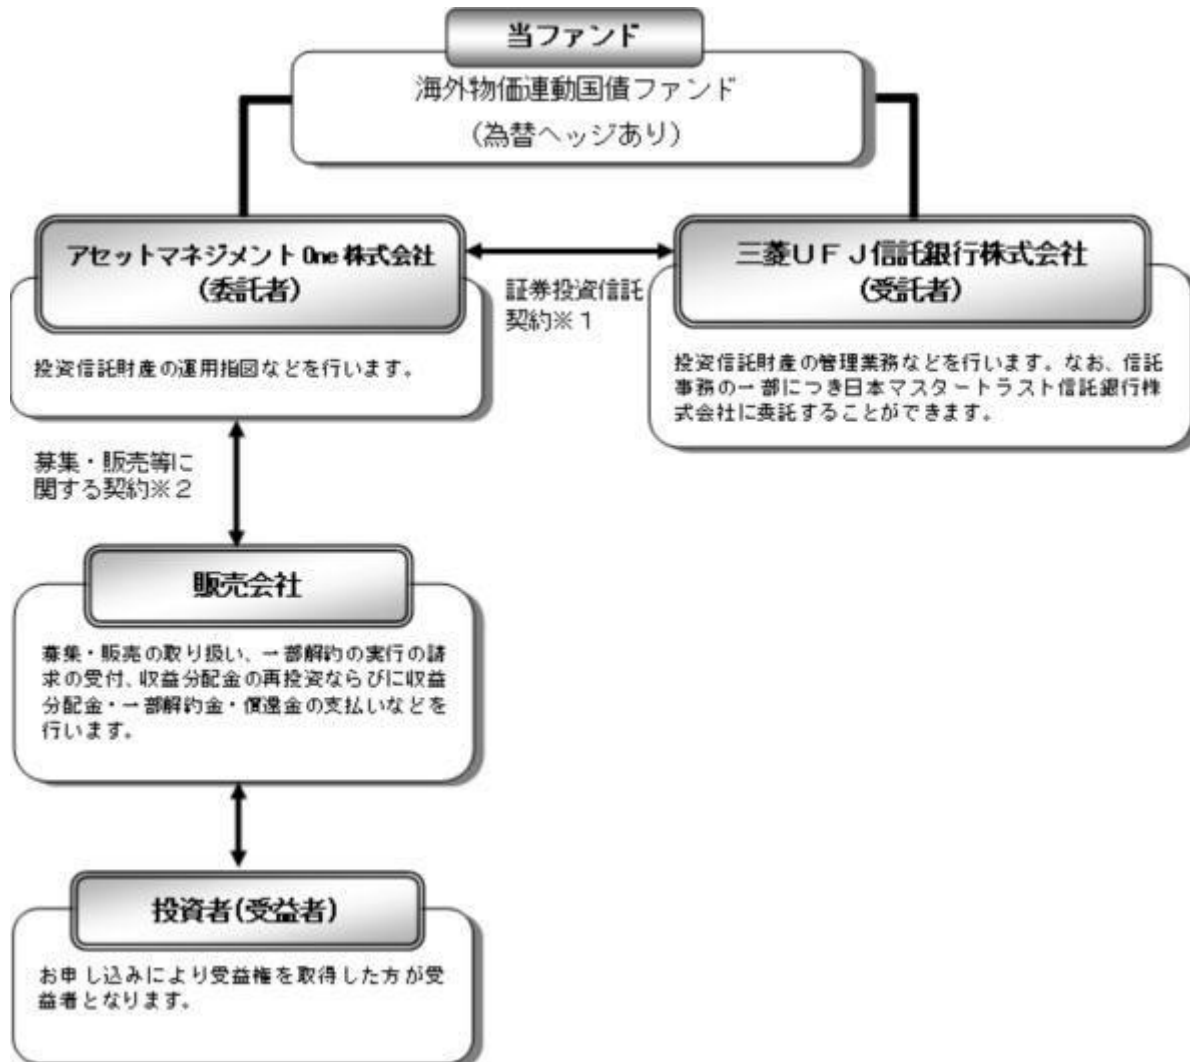 当ファンド
海外物価連動国債ファンド
(為替ヘッジあり)
アセットマネジメントOne 株式会社
(委託者)
投資信託財産の運用指図などを行います。
証券投資信託
契約※1
三菱UFJ信託銀行株式会社
(受託者)
投資信託財産の管理業務などを行います。なお、信託
事務の一部につき日本マスタートラスト信託銀行株
式会社に委託することができます。
募集・販売等に
関する契約※2
販売会社
募集・販売の取り扱い、一部解約の実行の請
求の受付、収益分配金の再投資ならびに収益
分配金・一部解約金・償還金の支払いなどを
行います。
投資者(受益者)
お申し込みにより受益権を取得した方が受
益者となります。